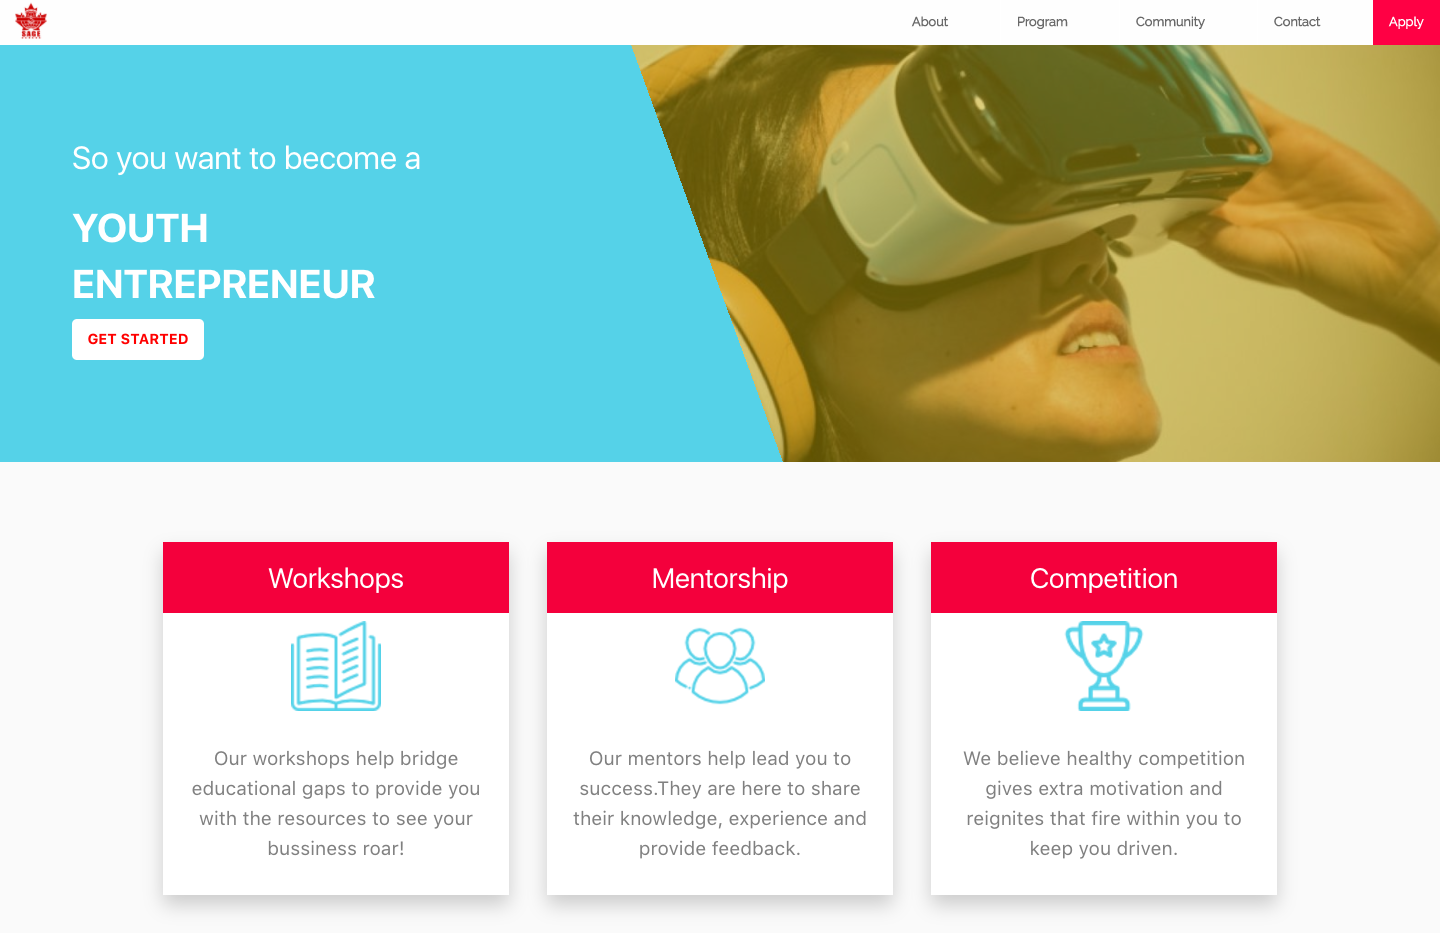 SAGE
About
Program
Community
Contact
Apply
So you want to become a
YOUTH
ENTREPRENEUR
GET STARTED
Workshops
Mentorship
Competition
Our workshops help bridge
educational gaps to provide you
with the resources to see your
bussiness roar!
Our mentors help lead you to
success.They are here to share
their knowledge, experience and
provide feedback.
We believe healthy competition
gives extra motivation and
reignites that fire within you to
keep you driven.